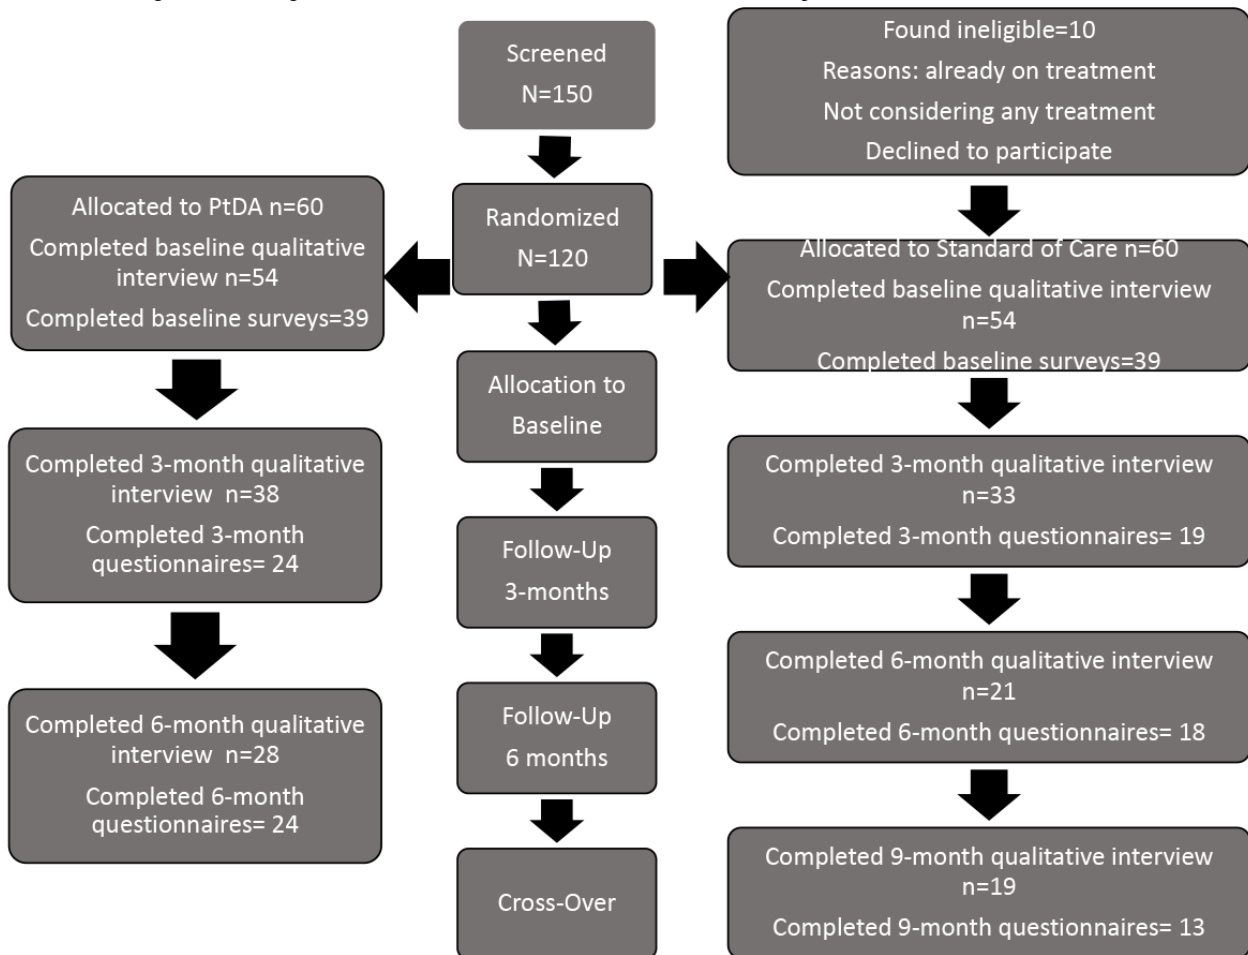 Screened
N=150
Found ineligible=10
Reasons: already on treatment
Not considering any treatment
Declined to participate
Allocated to PtDA n=60
Completed baseline qualitative
interview n=54
Completed baseline surveys=39
Randomized
N=120
Allocated to Standard of Care n=60
Completed baseline qualitative interview
n=54
Completed baseline surveys=39
Allocation to
Baseline
Completed 3-month qualitative
interview n=38
Completed 3-month
questionnaires= 24
Follow-Up
3-months
Completed 3-month qualitative interview
n=33
Completed 3-month questionnaires= 19
Completed 6-month qualitative
interview n=28
Completed 6-month
questionnaires= 24
Follow-Up
6 months
Completed 6-month qualitative interview
n=21
Completed 6-month questionnaires= 18
Cross-Over
Completed 9-month qualitative interview
n=19
Completed 9-month questionnaires= 13